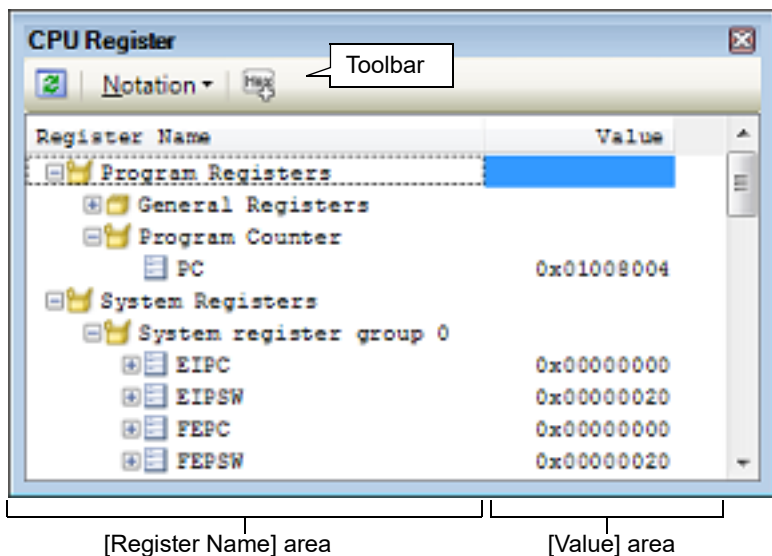 CPU Register
Toolbar
Notation
Hex
Register Name Value
Program Registers
General Registers
Program Counter
PC 0x01008004
System Registers
System register group 0
EIPC 0x00000000
EIPSW 0x00000020
FEPC 0x00000000
FEPSW 0x00000020
[Register Name] area [Value] area